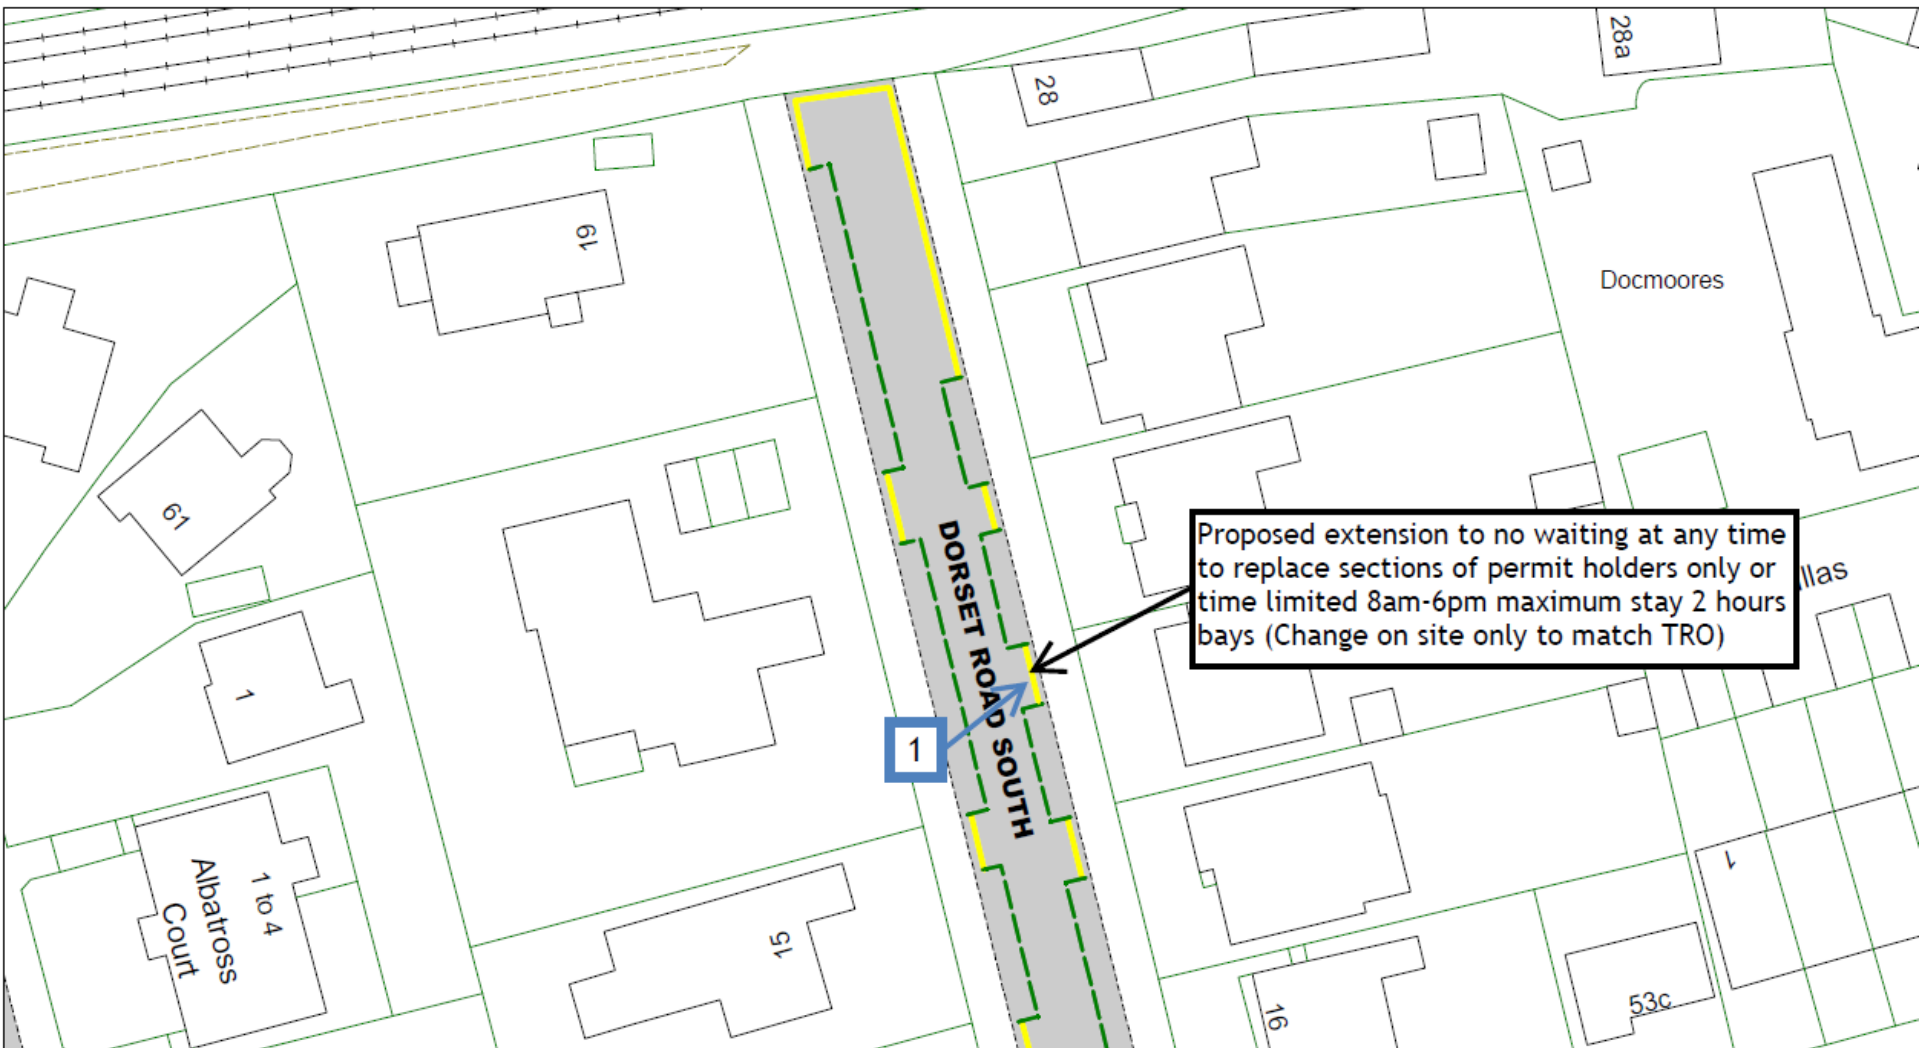 28a
28
19
Docmoores
61
Proposed extension to no waiting at any time
to replace sections of permit holders only or
time limited 8am-6pm maximum stay 2 hours
bays (Change on site only to match TRO)
llas
DORSET ROAD SOUTH
1
1
1
Albatross
Court
1 to 4
15
16
53c